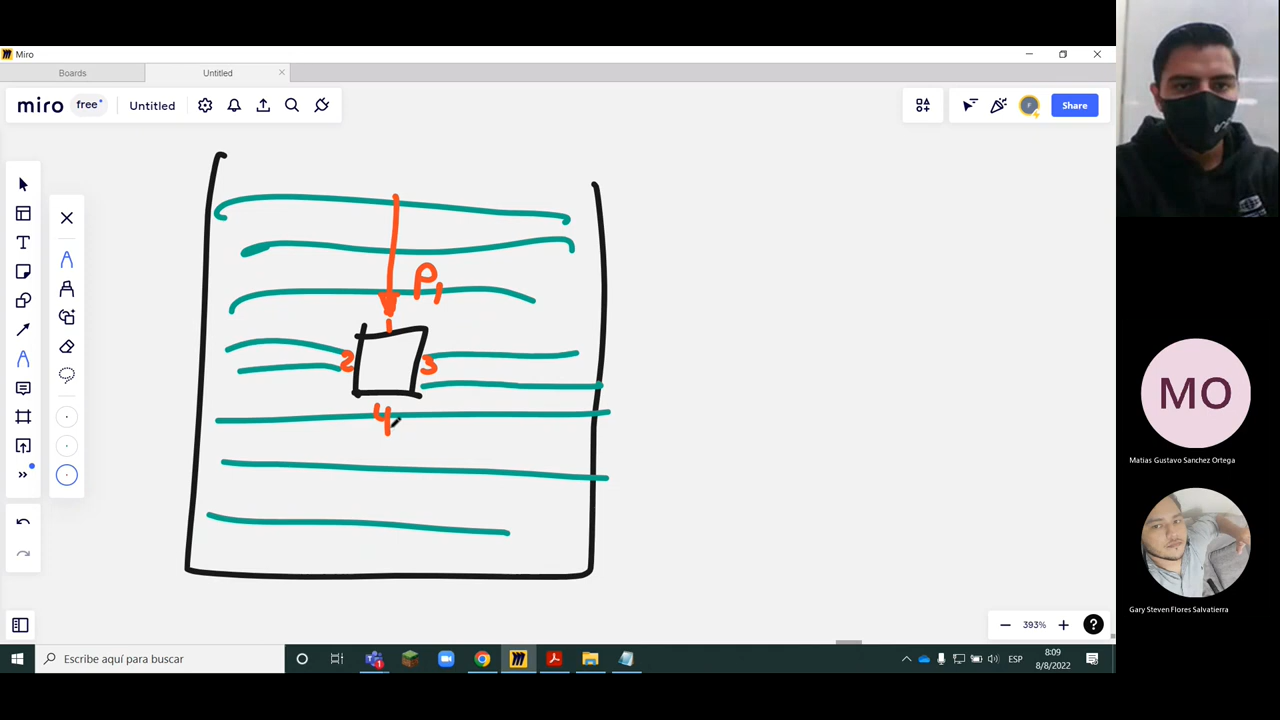 Miro
Boards
Untitled
miro
free
Untitled
Share
P1
1
2
3
4
MO
Matias Gustavo Sanchez Ortega
Gary Steven Flores Salvatierra
393%
Escribe aquí para buscar
ESP
8:09
8/8/2022